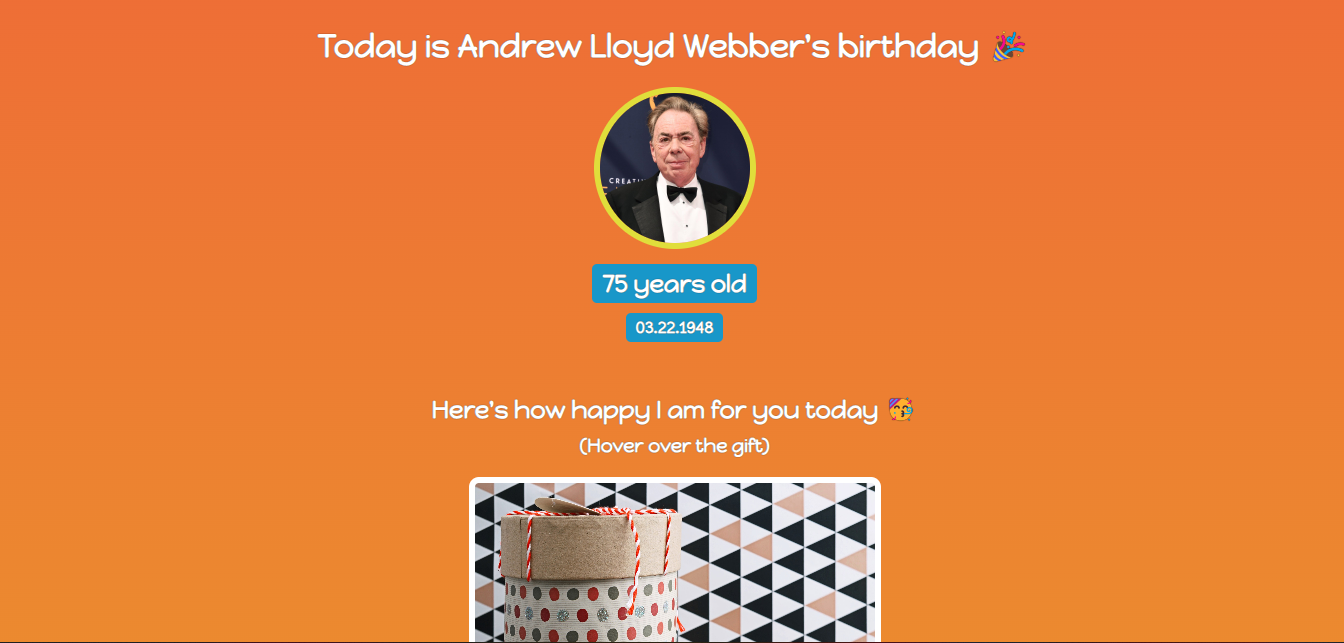 Today is Andrew Lloyd Webber's birthday 🎉
CREATI
75 years old
03.22.1948
Here's how happy I am for you today 🥳
(Hover over the gift)